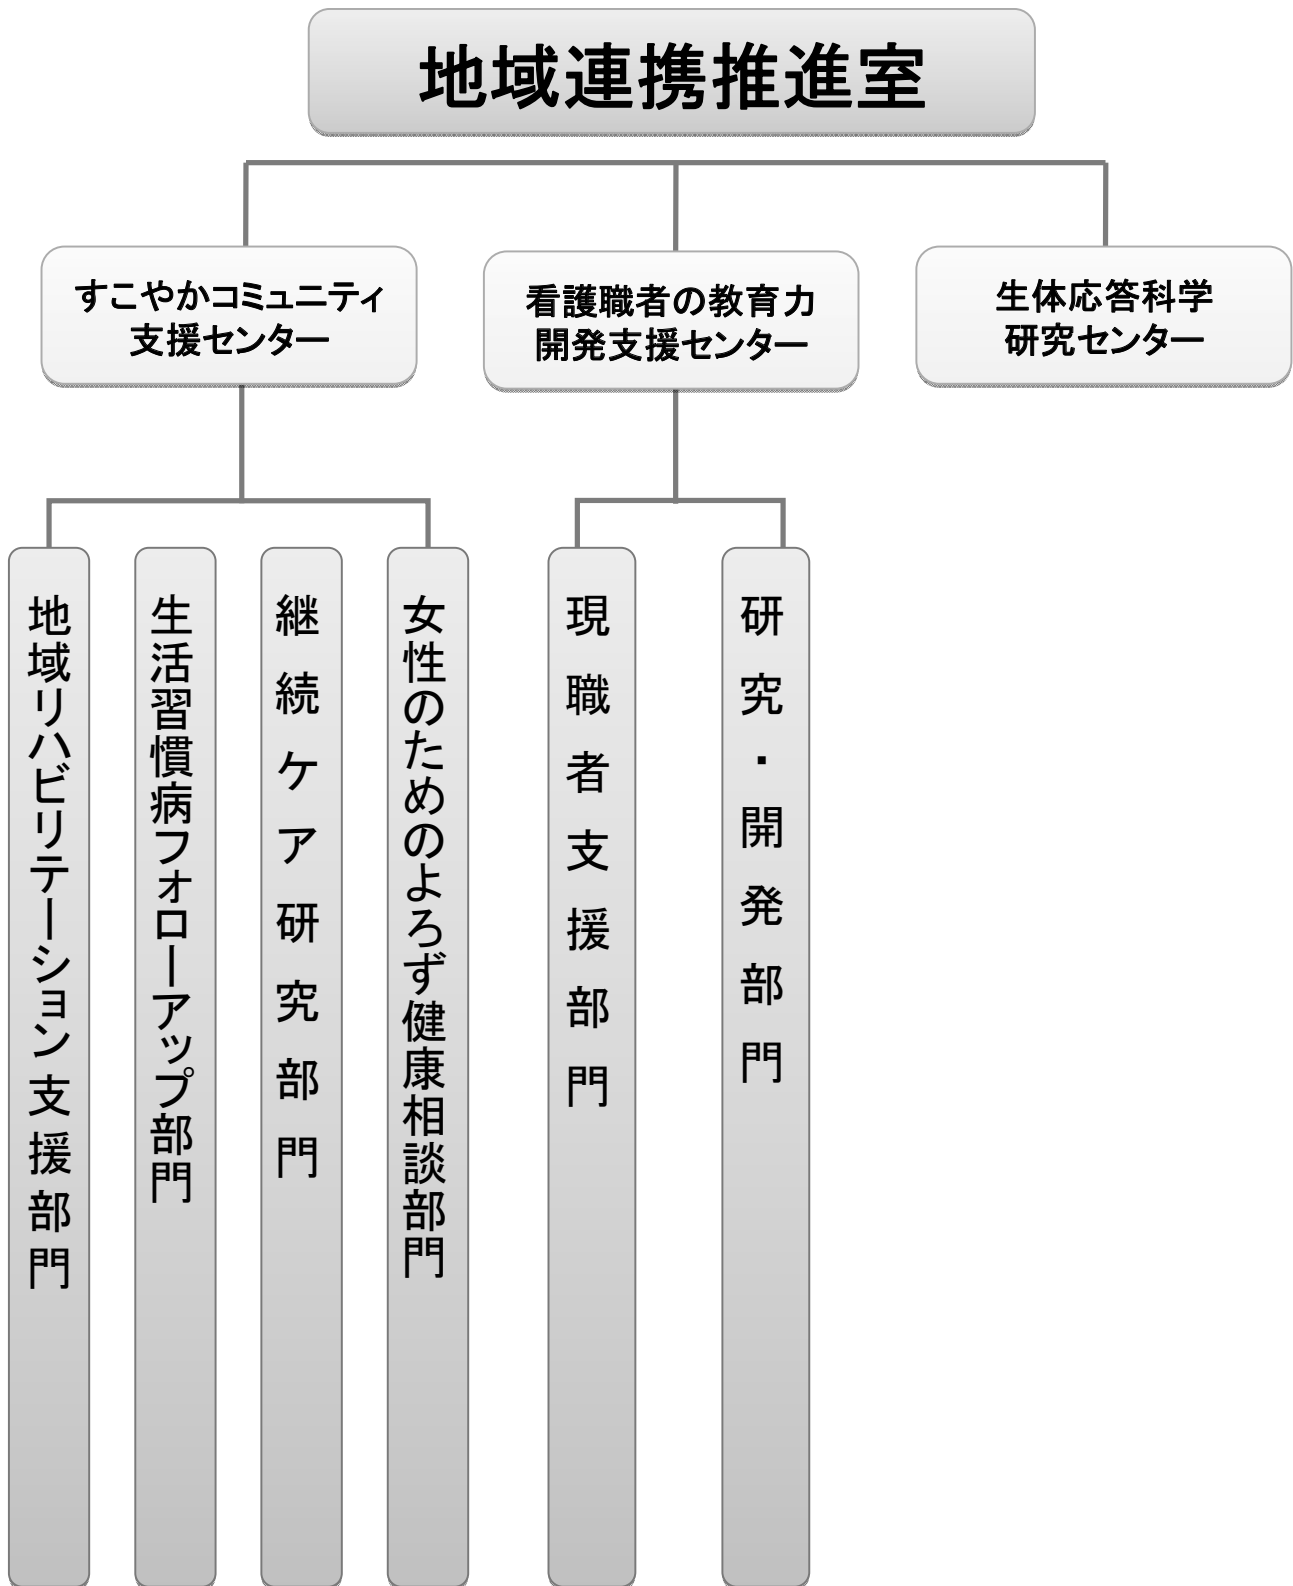 地域連携推進室
すこやかコミュニティ
支援センター
看護職者の教育力
開発支援センター
生体応答科学
研究センター
地域リハビリテーション支援部門
生活習慣病フォローアップ部門
継続ケア研究部門
女性のためのよろず健康相談部門
現職者支援部門
研究・開発部門